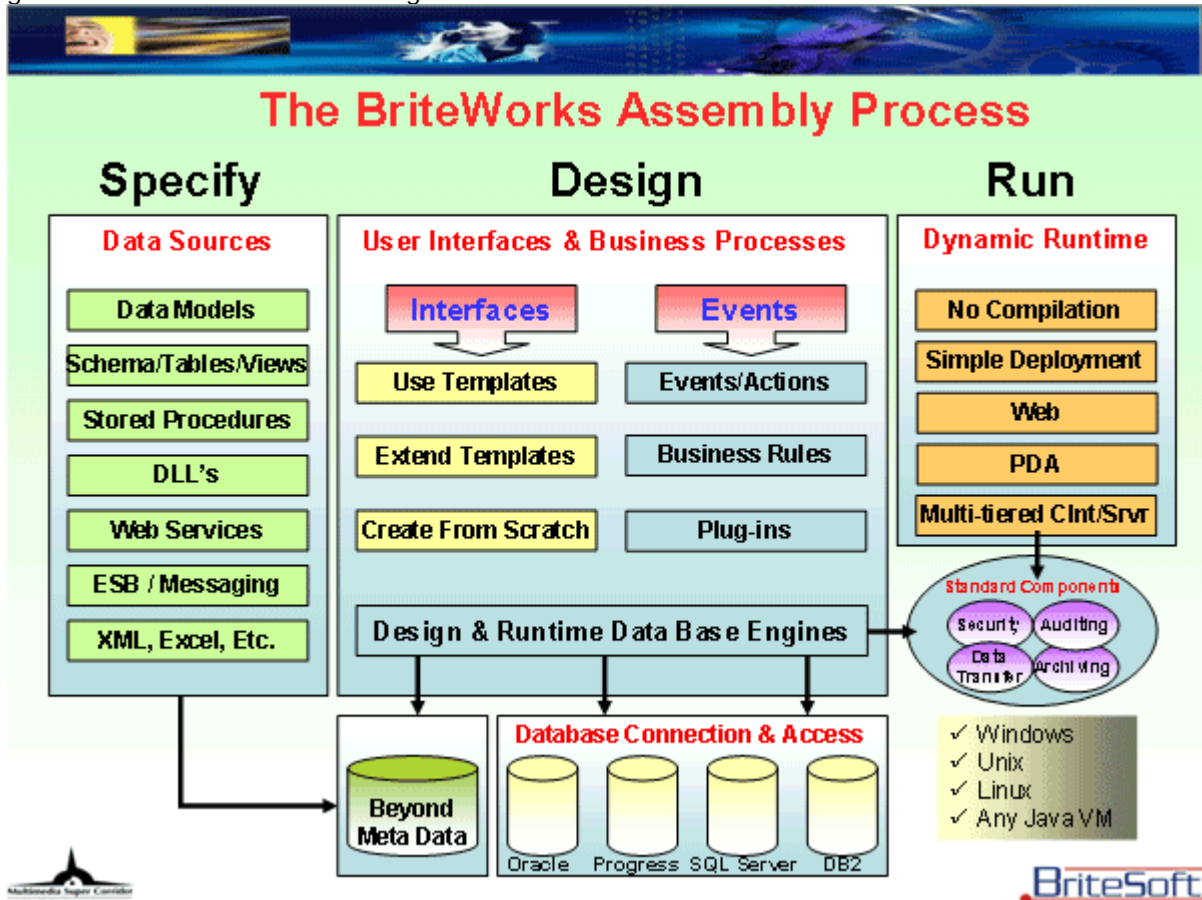 The BriteWorks Assembly Process
Specify
Design
Run
Data Sources
Data Models
Schema/Tables/Views
Stored Procedures
DLL's
Web Services
ESB / Messaging
XML, Excel, Etc.
User Interfaces & Business Processes
Interfaces
Events
Use Templates
Events/Actions
Extend Templates
Business Rules
Create From Scratch
Plug-ins
Design & Runtime Data Base Engines
Dynamic Runtime
No Compilation
Simple Deployment
Web
PDA
Multi-tiered Clnt/Srvr
Standard Components
Security
Auditing
Data
Transfer
Archiving
Beyond
Meta Data
Database Connection & Access
Oracle
Progress
SQL Server
DB2
✓ Windows
✓ Unix
✓ Linux
✓ Any Java VM
Multimedia Super Corridor
BriteSoft